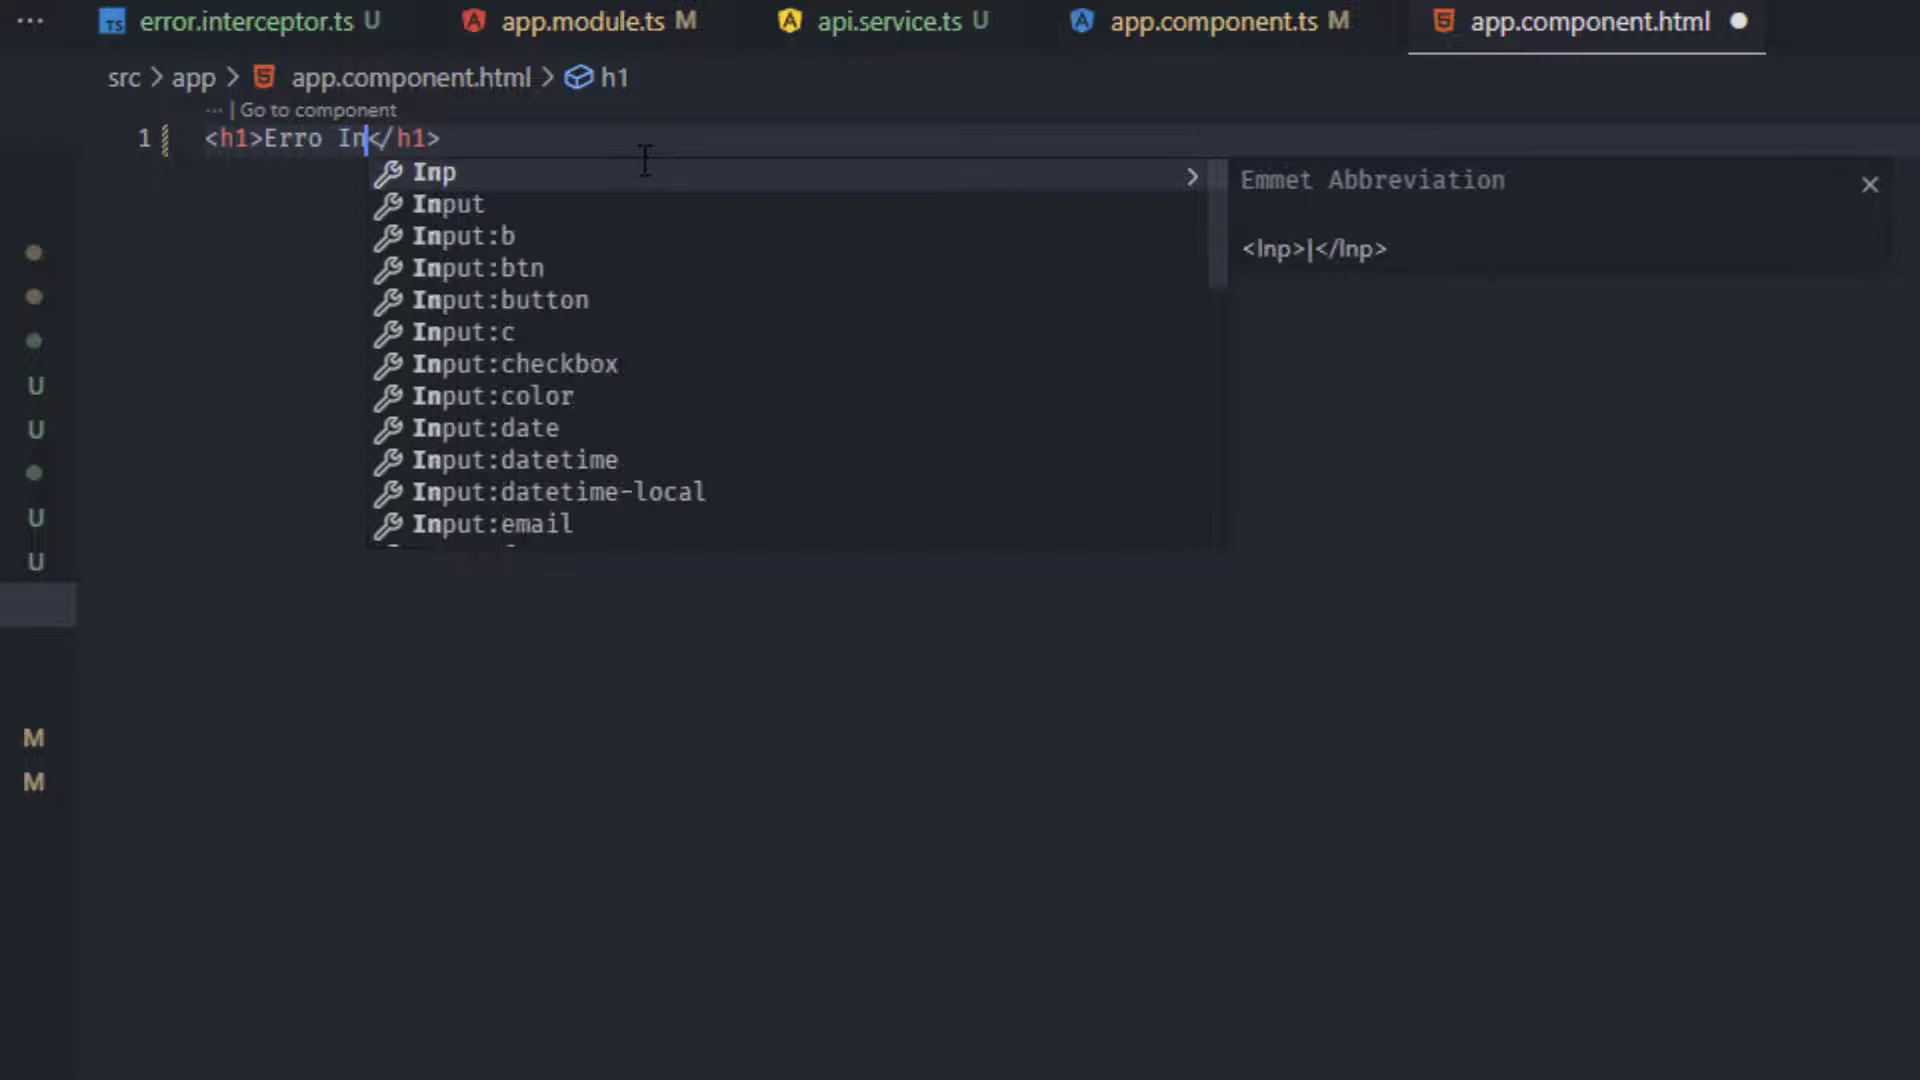 ··· error.interceptor.ts U app.module.ts M api.service.ts U app.component.ts M app.component.html
src > app > app.component.html > h1
··· | Go to component
1 <h1>Erro In</h1>
Inp
Input
Input:b
Input:btn
Input:button
Input:c
Input:checkbox
Input:color
Input:date
Input:datetime
Input:datetime-local
Input:email
Emmet Abbreviation
<Inp>|</Inp>
U
U
U
U
M
M